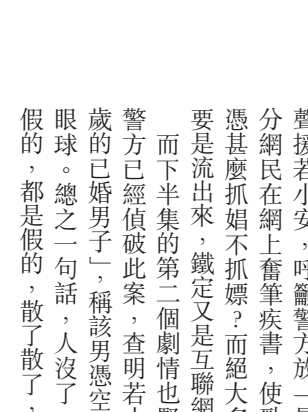 聲援若小安，呼籲警方放
分網民在網上奮筆疾書，使
憑甚麼抓娼不抓嫖？而絕大
要是流出來，鐵定又是互聯網
而下半集的第二個劇情也
警方已經偵破此案，查明若
歲的已婚男子」，稱該男憑空
眼球。總之一句話，人沒了
假的，都是假的，散了散了，